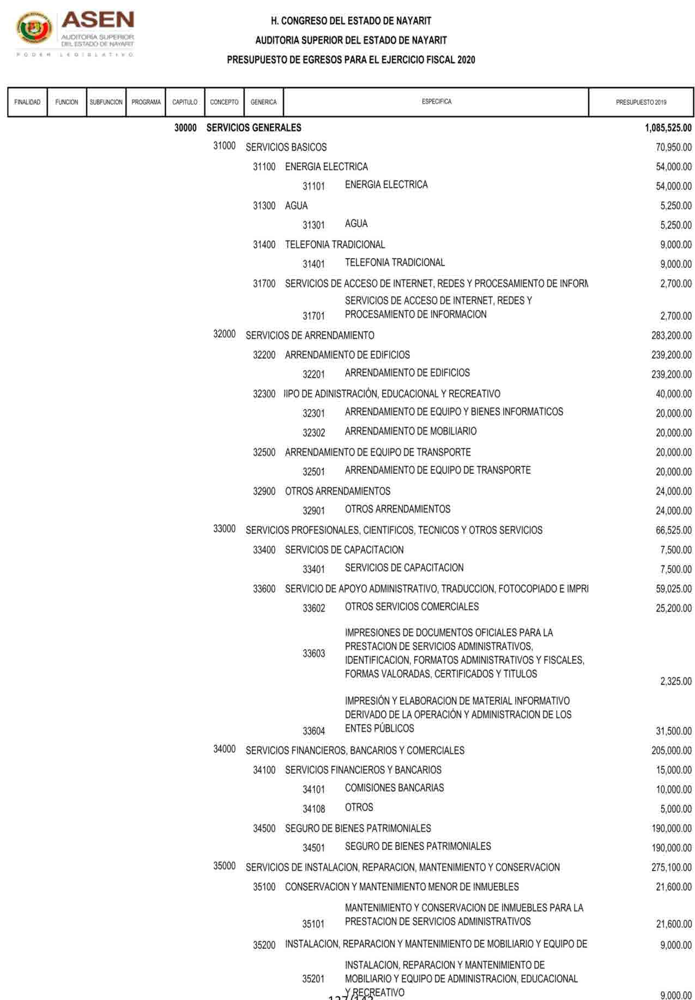 ASEN
AUDITORÍA SUPERIOR
DEL ESTADO DE NAYARIT
PODER LEGISLATIVO
H. CONGRESO DEL ESTADO DE NAYARIT
AUDITORIA SUPERIOR DEL ESTADO DE NAYARIT
PRESUPUESTO DE EGRESOS PARA EL EJERCICIO FISCAL 2020
FINALIDAD FUNCION SUBFUNCION PROGRAMA CAPITULO CONCEPTO GENERICA ESPECIFICA PRESUPUESTO 2019
30000 SERVICIOS GENERALES 1,085,525.00
31000 SERVICIOS BASICOS 70,950.00
31100 ENERGIA ELECTRICA 54,000.00
31101 ENERGIA ELECTRICA 54,000.00
31300 AGUA 5,250.00
31301 AGUA 5,250.00
31400 TELEFONIA TRADICIONAL 9,000.00
31401 TELEFONIA TRADICIONAL 9,000.00
31700 SERVICIOS DE ACCESO DE INTERNET, REDES Y PROCESAMIENTO DE INFORM 2,700.00
SERVICIOS DE ACCESO DE INTERNET, REDES Y
31701 PROCESAMIENTO DE INFORMACION 2,700.00
32000 SERVICIOS DE ARRENDAMIENTO 283,200.00
32200 ARRENDAMIENTO DE EDIFICIOS 239,200.00
32201 ARRENDAMIENTO DE EDIFICIOS 239,200.00
32300 IIPO DE ADINISTRACIÓN, EDUCACIONAL Y RECREATIVO 40,000.00
32301 ARRENDAMIENTO DE EQUIPO Y BIENES INFORMATICOS 20,000.00
32302 ARRENDAMIENTO DE MOBILIARIO 20,000.00
32500 ARRENDAMIENTO DE EQUIPO DE TRANSPORTE 20,000.00
32501 ARRENDAMIENTO DE EQUIPO DE TRANSPORTE 20,000.00
32900 OTROS ARRENDAMIENTOS 24,000.00
32901 OTROS ARRENDAMIENTOS 24,000.00
33000 SERVICIOS PROFESIONALES, CIENTIFICOS, TECNICOS Y OTROS SERVICIOS 66,525.00
33400 SERVICIOS DE CAPACITACION 7,500.00
33401 SERVICIOS DE CAPACITACION 7,500.00
33600 SERVICIO DE APOYO ADMINISTRATIVO, TRADUCCION, FOTOCOPIADO E IMPRI 59,025.00
33602 OTROS SERVICIOS COMERCIALES 25,200.00
IMPRESIONES DE DOCUMENTOS OFICIALES PARA LA
PRESTACION DE SERVICIOS ADMINISTRATIVOS,
33603 IDENTIFICACION, FORMATOS ADMINISTRATIVOS Y FISCALES,
FORMAS VALORADAS, CERTIFICADOS Y TITULOS 2,325.00
IMPRESIÓN Y ELABORACION DE MATERIAL INFORMATIVO
DERIVADO DE LA OPERACIÓN Y ADMINISTRACION DE LOS
33604 ENTES PÚBLICOS 31,500.00
34000 SERVICIOS FINANCIEROS, BANCARIOS Y COMERCIALES 205,000.00
34100 SERVICIOS FINANCIEROS Y BANCARIOS 15,000.00
34101 COMISIONES BANCARIAS 10,000.00
34108 OTROS 5,000.00
34500 SEGURO DE BIENES PATRIMONIALES 190,000.00
34501 SEGURO DE BIENES PATRIMONIALES 190,000.00
35000 SERVICIOS DE INSTALACION, REPARACION, MANTENIMIENTO Y CONSERVACION 275,100.00
35100 CONSERVACION Y MANTENIMIENTO MENOR DE INMUEBLES 21,600.00
MANTENIMIENTO Y CONSERVACION DE INMUEBLES PARA LA
35101 PRESTACION DE SERVICIOS ADMINISTRATIVOS 21,600.00
35200 INSTALACION, REPARACION Y MANTENIMIENTO DE MOBILIARIO Y EQUIPO DE 9,000.00
INSTALACION, REPARACION Y MANTENIMIENTO DE
35201 MOBILIARIO Y EQUIPO DE ADMINISTRACION, EDUCACIONAL
Y RECREATIVO 9,000.00